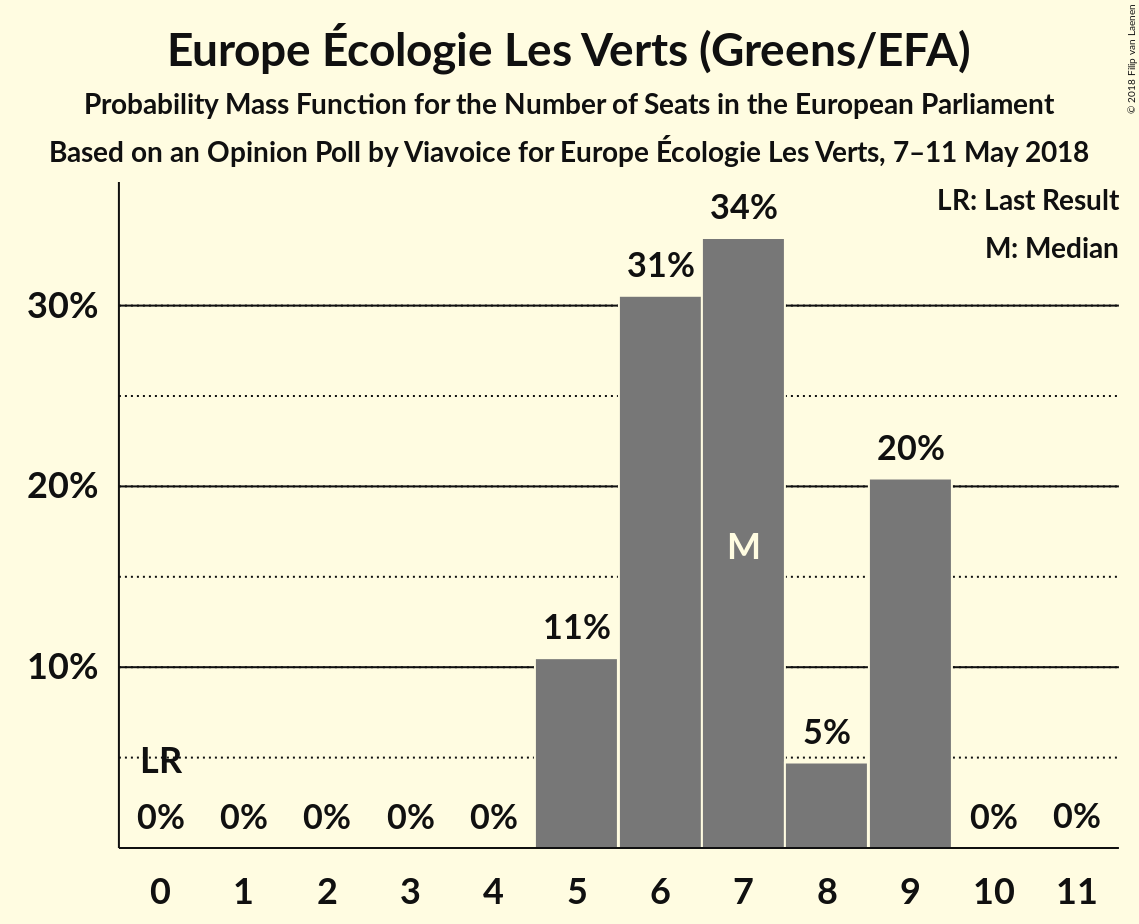 Europe Écologie Les Verts (Greens/EFA)
Probability Mass Function for the Number of Seats in the European Parliament
Based on an Opinion Poll by Viavoice for Europe Écologie Les Verts, 7–11 May 2018
© 2018 Filip van Laenen
LR: Last Result
M: Median
34%
31%
30%
20%
20%
M
11%
10%
5%
LR
0% 0% 0% 0% 0% 0% 0%
0 1 2 3 4 5 6 7 8 9 10 11